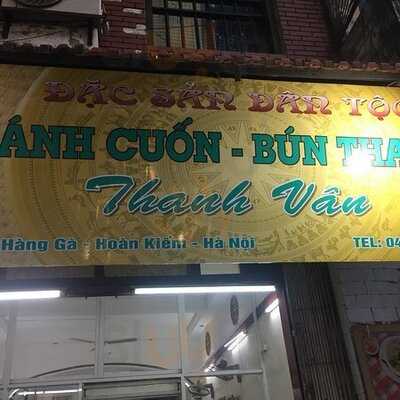 ĐẶC SẢN DÂN TỘC
ÁNH CUỐN - BÚN THA
Thanh Vân
Hàng Gà - Hoàn Kiếm - Hà Nội TEL: 04